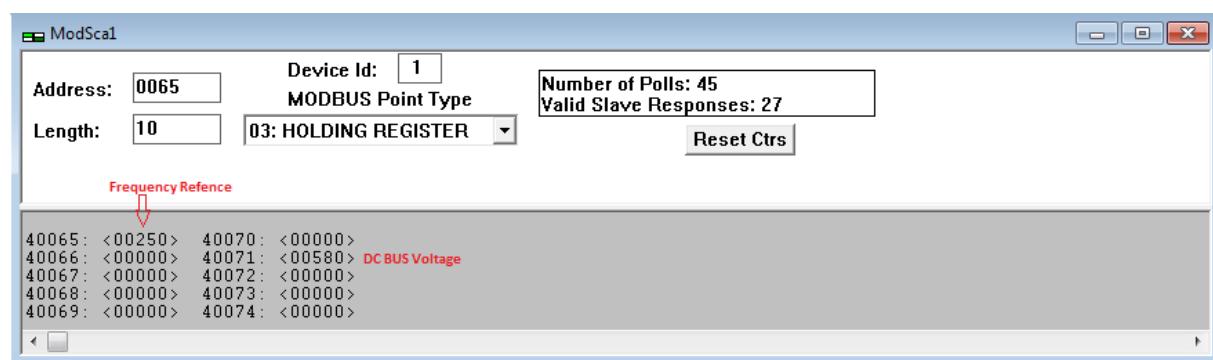 ModSca1
Device Id: 1
Address: 0065
MODBUS Point Type
Number of Polls: 45
Valid Slave Responses: 27
Length: 10
03: HOLDING REGISTER
Reset Ctrs
Frequency Refence
40065: <00250> 40070: <00000>
40066: <00000> 40071: <00580> DC BUS Voltage
40067: <00000> 40072: <00000>
40068: <00000> 40073: <00000>
40069: <00000> 40074: <00000>